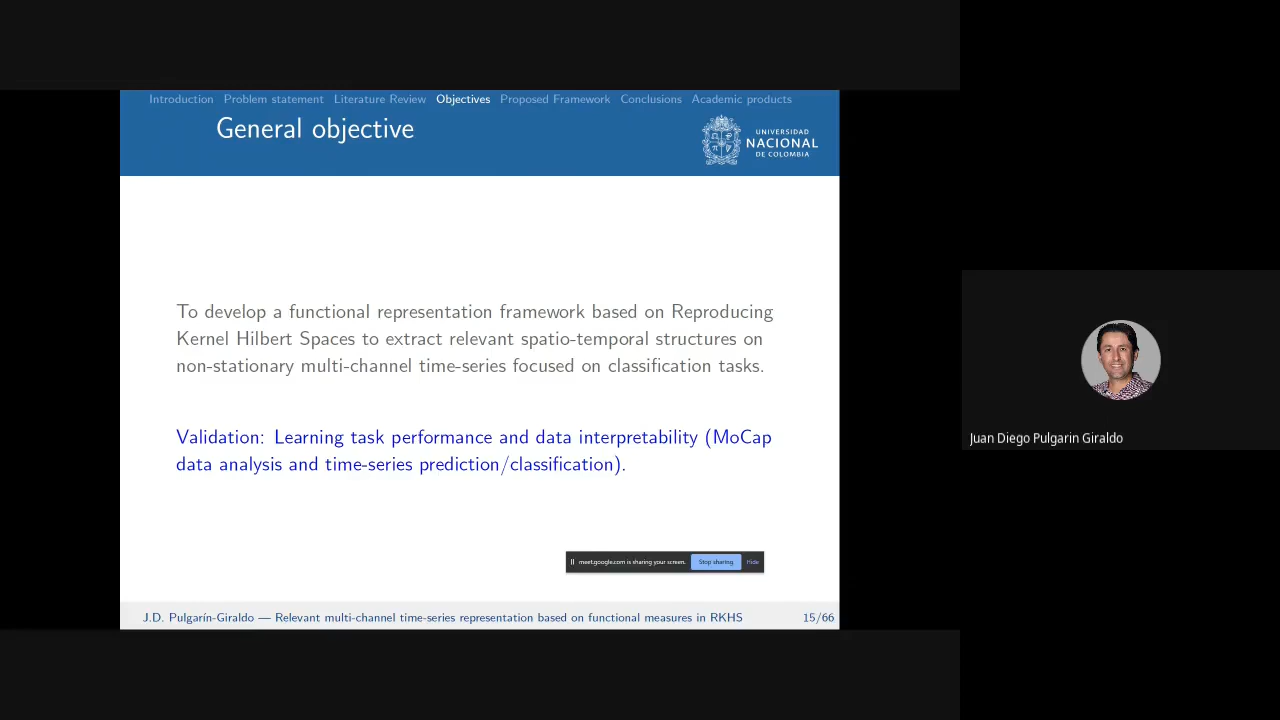 Introduction Problem statement Literature Review Objectives Proposed Framework Conclusions Academic products
General objective
UNIVERSIDAD
NACIONAL
DE COLOMBIA
To develop a functional representation framework based on Reproducing
Kernel Hilbert Spaces to extract relevant spatio-temporal structures on
non-stationary multi-channel time-series focused on classification tasks.
Validation: Learning task performance and data interpretability (MoCap
data analysis and time-series prediction/classification).
meet.google.com is sharing your screen. Stop sharing Hide
J.D. Pulgarín-Giraldo — Relevant multi-channel time-series representation based on functional measures in RKHS 15/66
Juan Diego Pulgarin Giraldo